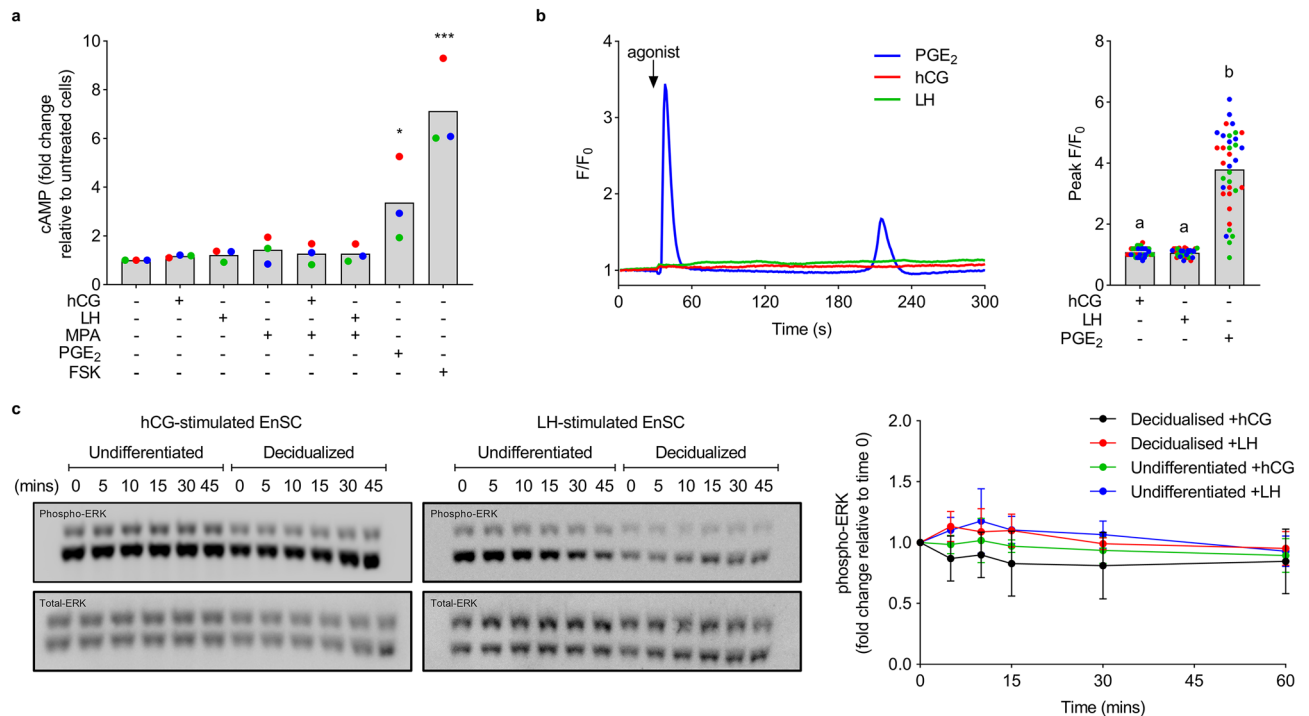 a
cAMP (fold change
relative to untreated cells)
10
8
6
4
2
0
*
***
hCG - + - - + - - -
LH - - + - - + - -
MPA - - - + + + - -
PGE2 - - - - - - + -
FSK - - - - - - - +
b
F/F0
4
3
2
1
agonist
PGE2
hCG
LH
0 60 120 180 240 300
Time (s)
Peak F/F0
8
6
4
2
0
a a b
hCG + - -
LH - + -
PGE2 - - +
c
hCG-stimulated EnSC
Undifferentiated Decidualized
(mins) 0 5 10 15 30 45 0 5 10 15 30 45
Phospho-ERK
Total-ERK
LH-stimulated EnSC
Undifferentiated Decidualized
0 5 10 15 30 45 0 5 10 15 30 45
Phospho-ERK
Total-ERK
phospho-ERK
(fold change relative to time 0)
2.0
1.5
1.0
0.5
0.0
Decidualised +hCG
Decidualised +LH
Undifferentiated +hCG
Undifferentiated +LH
0 15 30 45 60
Time (mins)